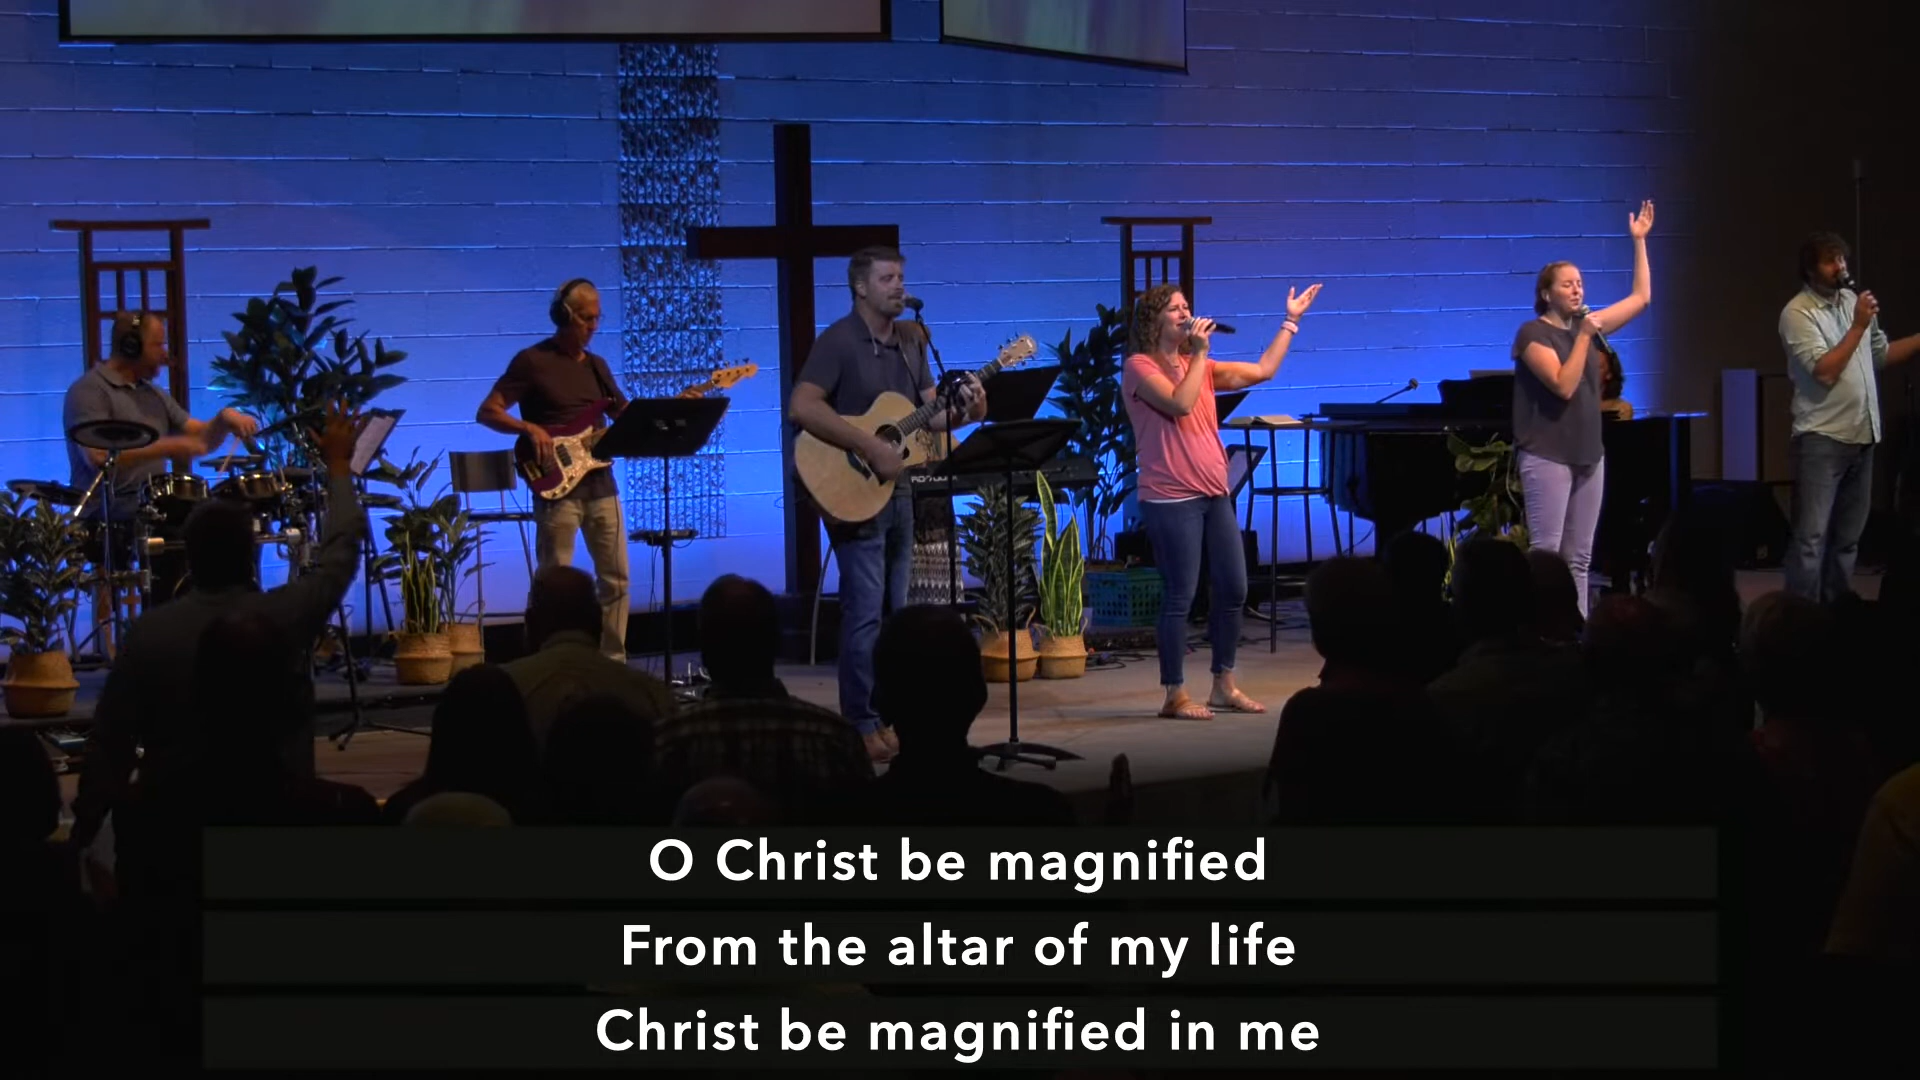 O Christ be magnified
From the altar of my life
Christ be magnified in me